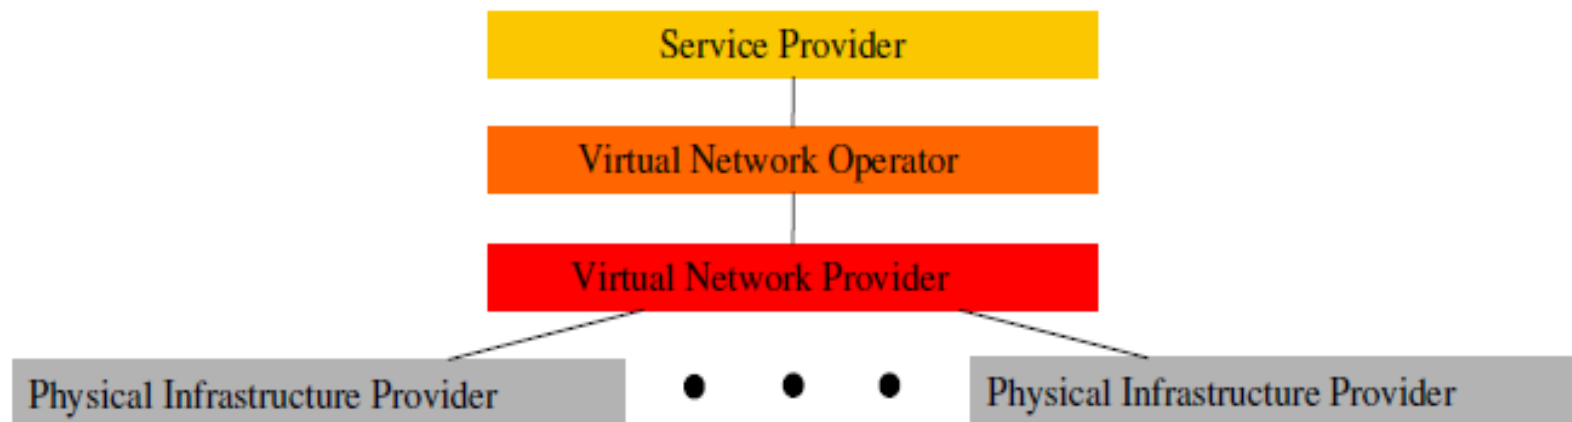 Service Provider
Virtual Network Operator
Virtual Network Provider
Physical Infrastructure Provider
Physical Infrastructure Provider